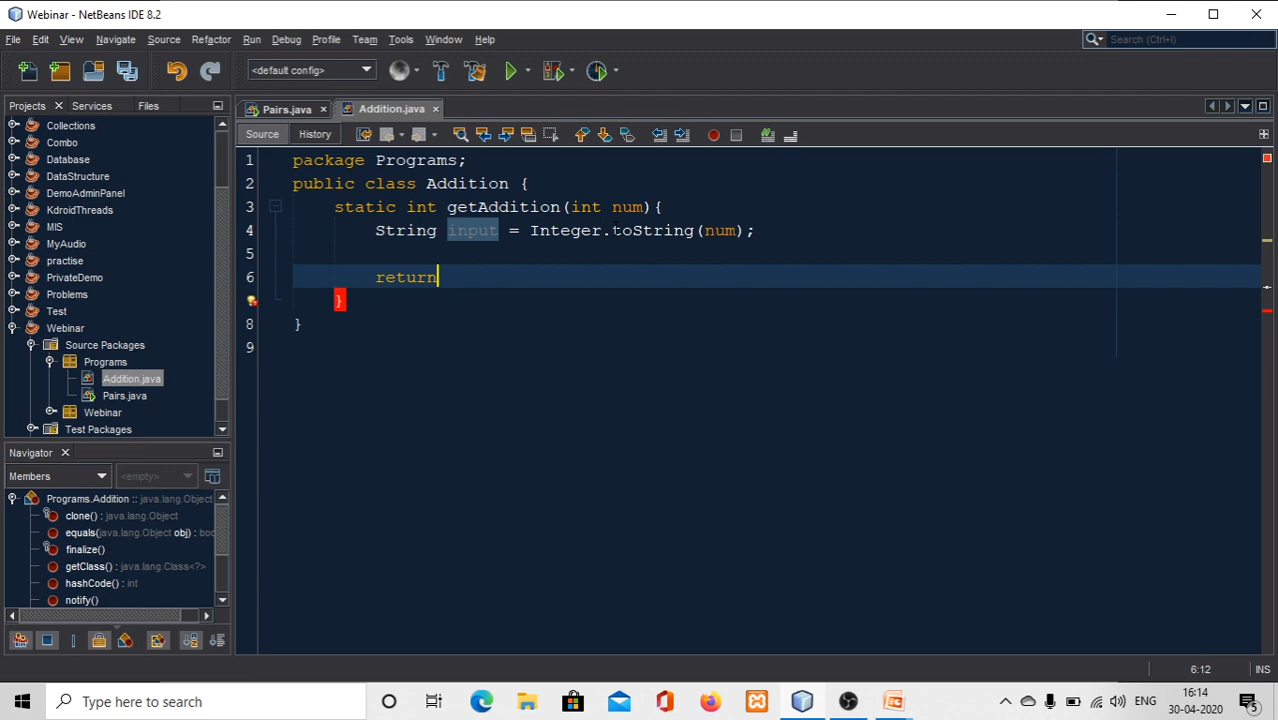 Webinar - NetBeans IDE 8.2
File Edit View Navigate Source Refactor Run Debug Profile Team Tools Window Help
Search (Ctrl+I)
<default config>
Projects Services Files
Pairs.java Addition.java
Source History
Collections
Combo
Database
DataStructure
DemoAdminPanel
KdroidThreads
MIS
MyAudio
practise
PrivateDemo
Problems
Test
Webinar
Source Packages
Programs
Addition.java
Pairs.java
Webinar
Test Packages
1 package Programs;
2 public class Addition {
3 static int getAddition(int num){
4 String input = Integer.toString(num);
5
6 return
}
8 }
9
Navigator
Members <empty>
Programs.Addition :: java.lang.Object
clone() : java.lang.Object
equals(java.lang.Object obj) : boo
finalize()
getClass() : java.lang.Class<?>
hashCode() : int
notify()
6:12 INS
Type here to search
ENG
16:14
30-04-2020
5